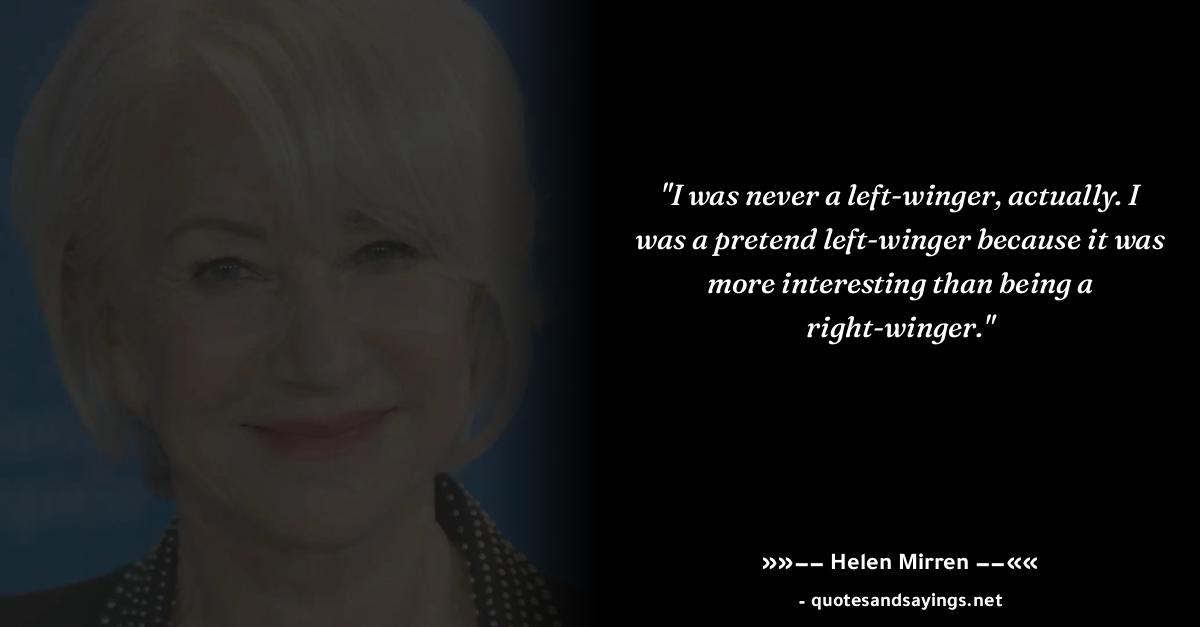 "I was never a left-winger, actually. I
was a pretend left-winger because it was
more interesting than being a
right-winger."
»»—— Helen Mirren ——««
- quotesandsayings.net